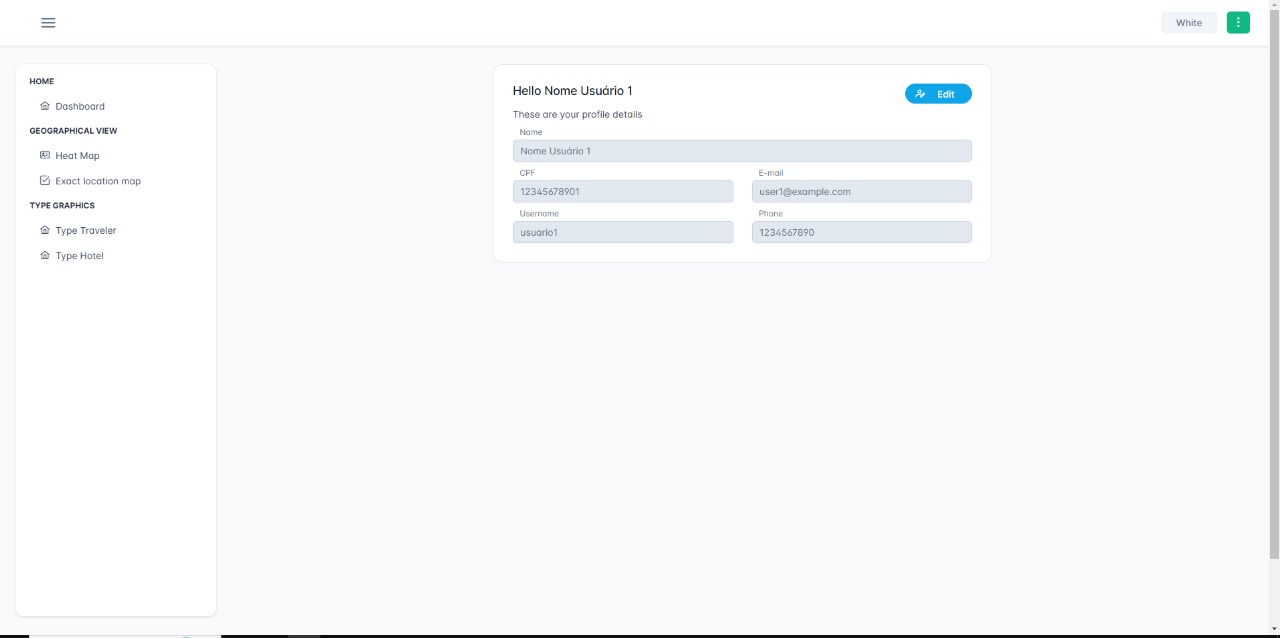 White
HOME
Dashboard
GEOGRAPHICAL VIEW
Heat Map
Exact location map
TYPE GRAPHICS
Type Traveler
Type Hotel
Hello Nome Usuário 1
Edit
These are your profile details
Name
Nome Usuário 1
CPF E-mail
12345678901 user1@example.com
Username Phone
usuario1 1234567890